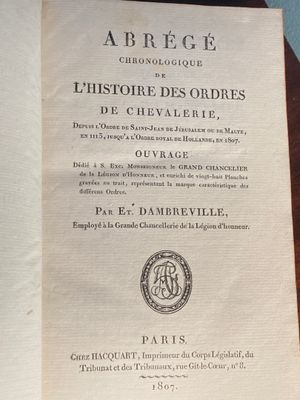 ABRÉGÉ
CHRONOLOGIQUE
DE
L'HISTOIRE DES ORDRES
DE CHEVALERIE,
DEPUIS L'ORDRE DE SAINT-JEAN DE JÉRUSALEM OU DE MALTE,
EN 1113, JUSQU'A L'ORDRE ROYAL DE HOLLANDE, EN 1807.
OUVRAGE
Dédié à S. EXC. MONSEIGNEUR LE GRAND CHANCELIER
DE LA LÉGION D'HONNEUR, et enrichi de vingt-huit Planches
gravées au trait, représentant la marque caractéristique des
différens Ordres.
PAR ET. DAMBREVILLE,
Employé à la Grande Chancellerie de la Légion d'honneur.
PARIS.
CHEZ HACQUART, Imprimeur du Corps Législatif, du
Tribunat et des Tribunaux, rue Gît-le-Cœur, n° 8.
1807.